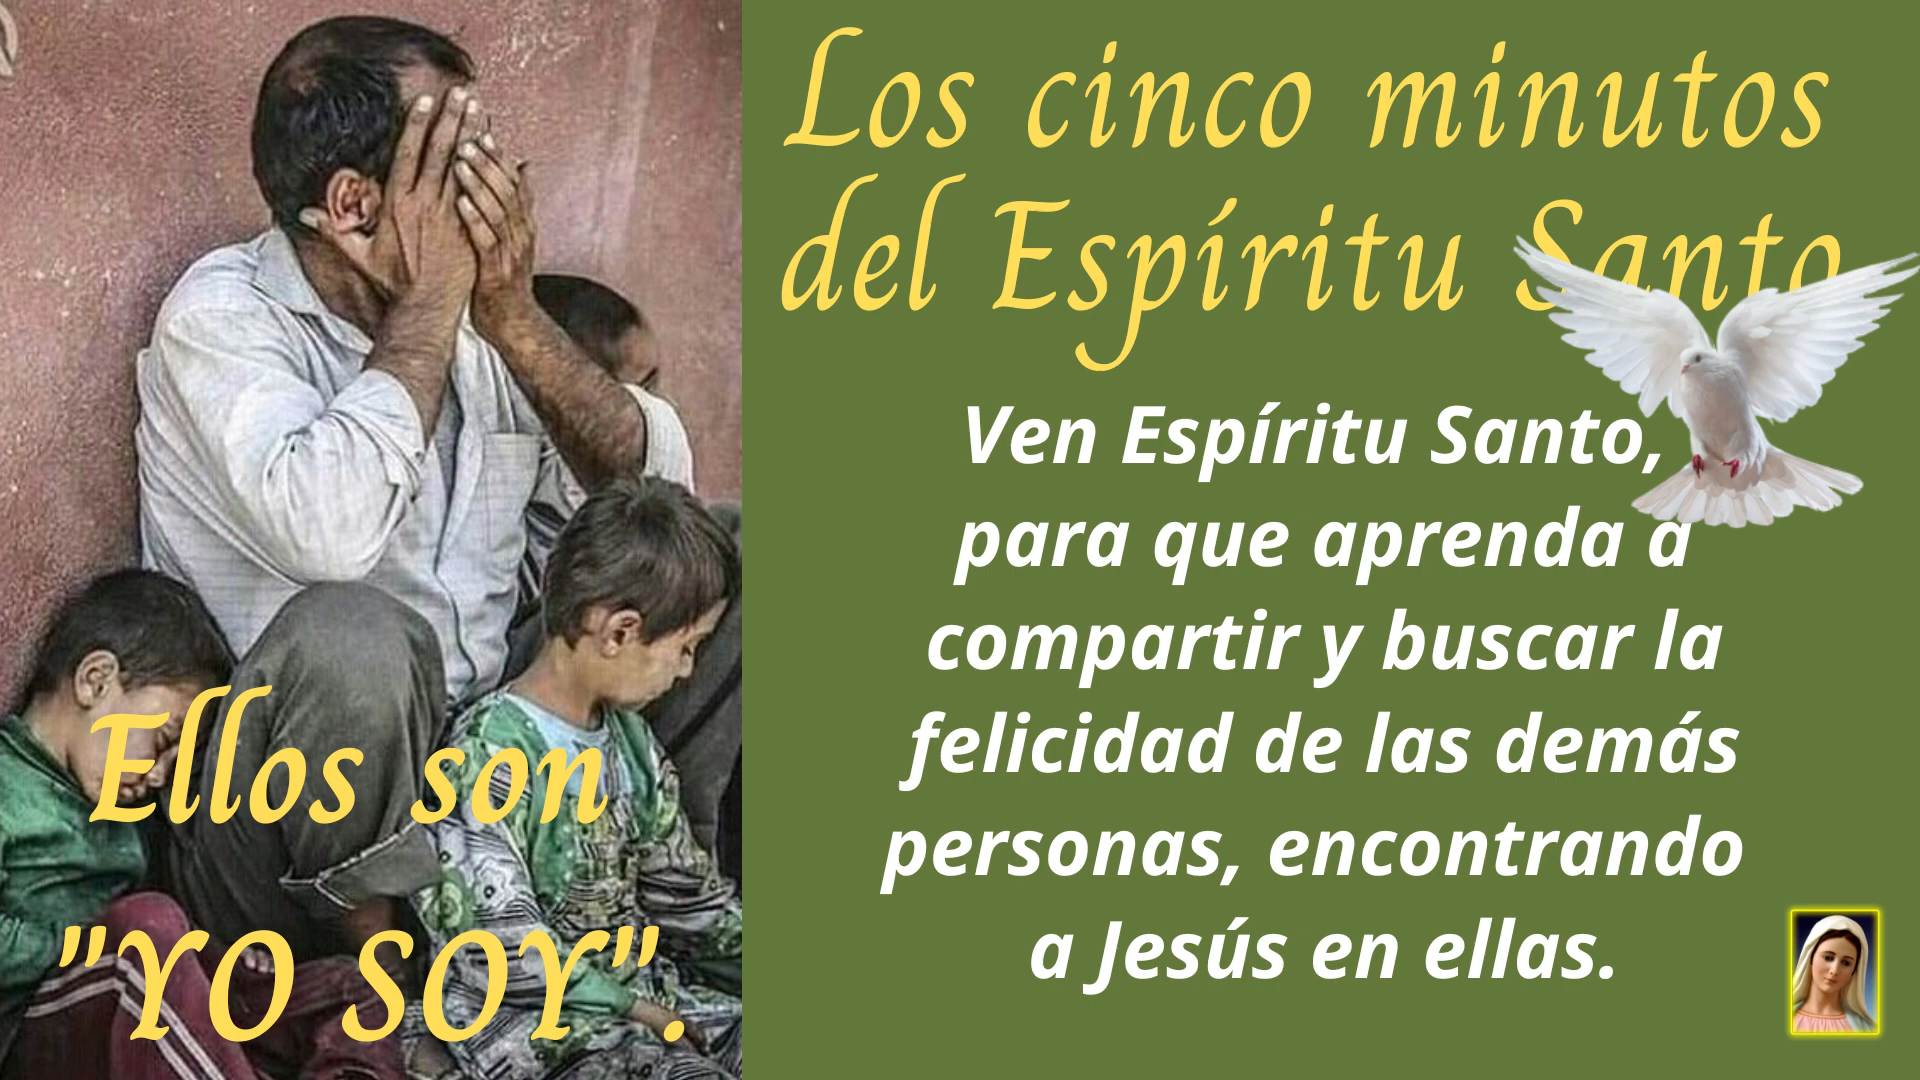 Los cinco minutos
del Espíritu Santo
Ven Espíritu Santo,
para que aprenda a
compartir y buscar la
felicidad de las demás
personas, encontrando
a Jesús en ellas.
Ellos son
"YO SOY".